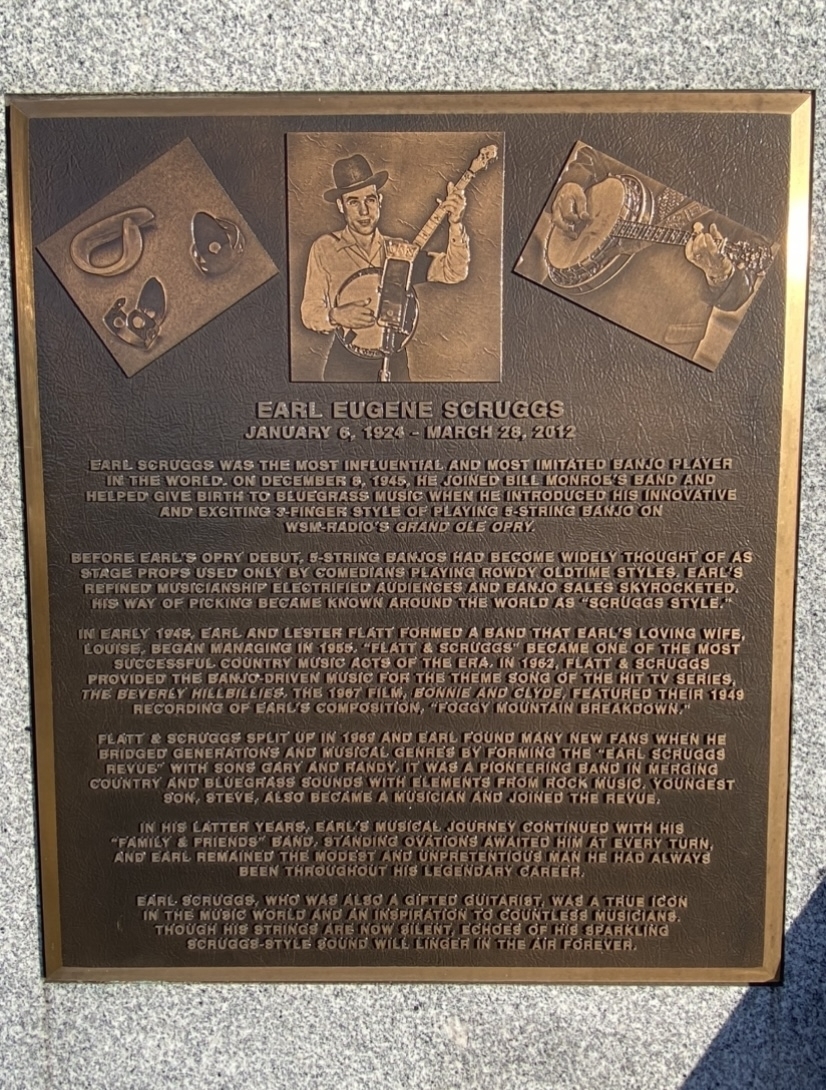 EARL EUGENE SCRUGGS
JANUARY 6, 1924 - MARCH 28, 2012
EARL SCRUGGS WAS THE MOST INFLUENTIAL AND MOST IMITATED BANJO PLAYER
IN THE WORLD. ON DECEMBER 8, 1945, HE JOINED BILL MONROE'S BAND AND
HELPED GIVE BIRTH TO BLUEGRASS MUSIC WHEN HE INTRODUCED HIS INNOVATIVE
AND EXCITING 3-FINGER STYLE OF PLAYING 5-STRING BANJO ON
WSM-RADIO'S GRAND OLE OPRY.
BEFORE EARL'S OPRY DEBUT, 5-STRING BANJOS HAD BECOME WIDELY THOUGHT OF AS
STAGE PROPS USED ONLY BY COMEDIANS PLAYING ROWDY OLDTIME STYLES. EARL'S
REFINED MUSICIANSHIP ELECTRIFIED AUDIENCES AND BANJO SALES SKYROCKETED.
HIS WAY OF PICKING BECAME KNOWN AROUND THE WORLD AS "SCRUGGS STYLE."
IN EARLY 1948, EARL AND LESTER FLATT FORMED A BAND THAT EARL'S LOVING WIFE,
LOUISE, BEGAN MANAGING IN 1955. "FLATT & SCRUGGS" BECAME ONE OF THE MOST
SUCCESSFUL COUNTRY MUSIC ACTS OF THE ERA. IN 1962, FLATT & SCRUGGS
PROVIDED THE BANJO-DRIVEN MUSIC FOR THE THEME SONG OF THE HIT TV SERIES,
THE BEVERLY HILLBILLIES. THE 1967 FILM, BONNIE AND CLYDE, FEATURED THEIR 1949
RECORDING OF EARL'S COMPOSITION, "FOGGY MOUNTAIN BREAKDOWN."
FLATT & SCRUGGS SPLIT UP IN 1969 AND EARL FOUND MANY NEW FANS WHEN HE
BRIDGED GENERATIONS AND MUSICAL GENRES BY FORMING THE "EARL SCRUGGS
REVUE" WITH SONS GARY AND RANDY. IT WAS A PIONEERING BAND IN MERGING
COUNTRY AND BLUEGRASS SOUNDS WITH ELEMENTS FROM ROCK MUSIC. YOUNGEST
SON, STEVE, ALSO BECAME A MUSICIAN AND JOINED THE REVUE.
IN HIS LATTER YEARS, EARL'S MUSICAL JOURNEY CONTINUED WITH HIS
"FAMILY & FRIENDS" BAND. STANDING OVATIONS AWAITED HIM AT EVERY TURN,
AND EARL REMAINED THE MODEST AND UNPRETENTIOUS MAN HE HAD ALWAYS
BEEN THROUGHOUT HIS LEGENDARY CAREER.
EARL SCRUGGS, WHO WAS ALSO A GIFTED GUITARIST, WAS A TRUE ICON
IN THE MUSIC WORLD AND AN INSPIRATION TO COUNTLESS MUSICIANS.
THOUGH HIS STRINGS ARE NOW SILENT, ECHOES OF HIS SPARKLING
SCRUGGS-STYLE SOUND WILL LINGER IN THE AIR FOREVER.